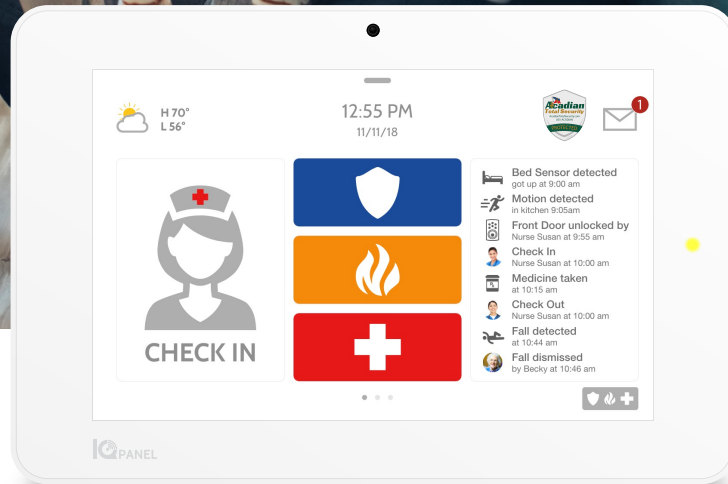 H 70°
L 56°
12:55 PM
11/11/18
Acadian
Total Security
PROTECTED
1
CHECK IN
Bed Sensor detected
got up at 9:00 am
Motion detected
in kitchen 9:05am
Front Door unlocked by
Nurse Susan at 9:55 am
Check In
Nurse Susan at 10:00 am
Medicine taken
at 10:15 am
Check Out
Nurse Susan at 10:00 am
Fall detected
at 10:44 am
Fall dismissed
by Becky at 10:46 am
IQ PANEL